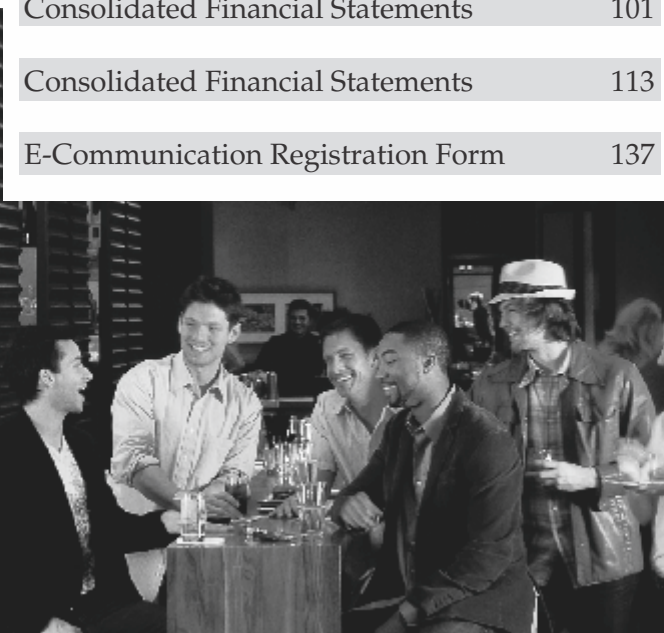 Consolidated Financial Statements 101
Consolidated Financial Statements 113
E-Communication Registration Form 137